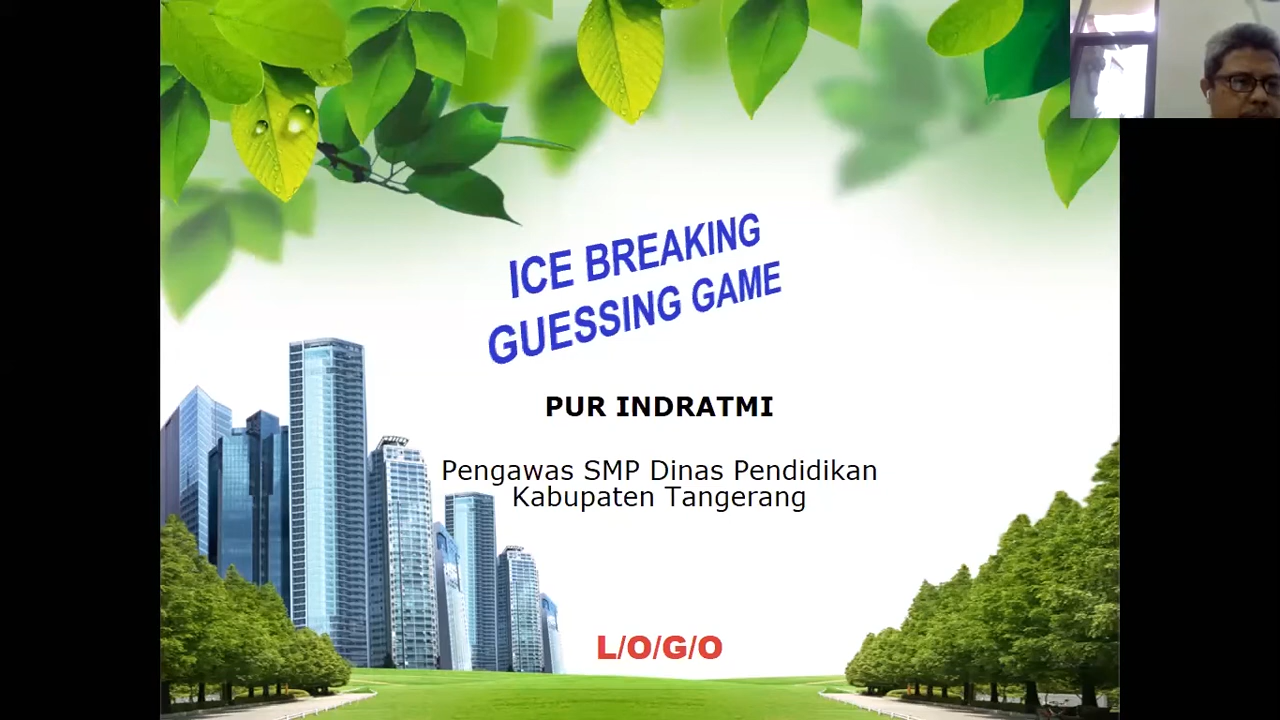 ICE BREAKING
GUESSING GAME
PUR INDRATMI
Pengawas SMP Dinas Pendidikan
Kabupaten Tangerang
L/O/G/O